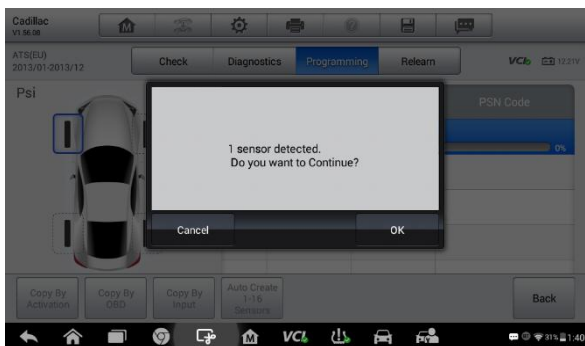 Cadillac
V1.56.00
ATS(EU)
2013/01-2013/12
Check
Diagnostics
Programming
Relearn
VCI
12.21V
Psi
PSN Code
0%
1 sensor detected.
Do you want to Continue?
Cancel
OK
Copy By
Activation
Copy By
OBD
Copy By
Input
Auto Create
1-16
Sensors
Back
VCI
31%
1:40